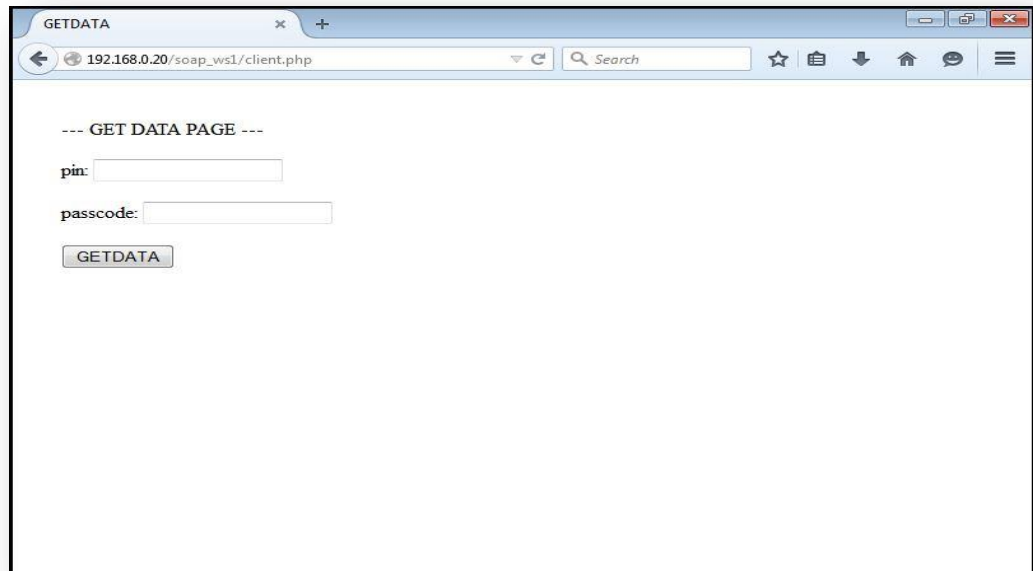 GETDATA
192.168.0.20/soap_ws1/client.php
Search
--- GET DATA PAGE ---
pin:
passcode:
GETDATA